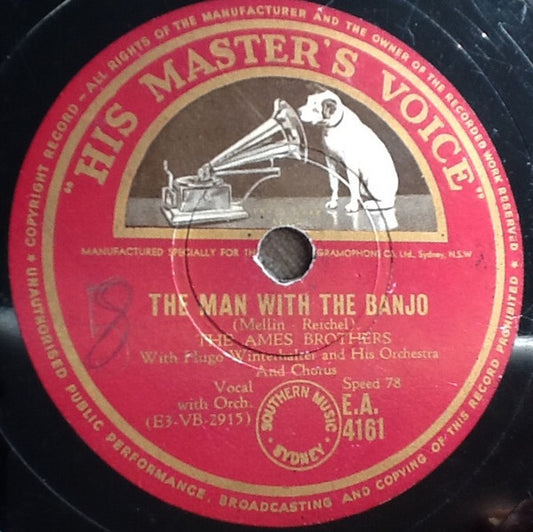 COPYRIGHT RECORD - ALL RIGHTS OF THE MANUFACTURER AND THE OWNER OF THE RECORDED WORK RESERVED
UNAUTHORISED PUBLIC PERFORMANCE, BROADCASTING AND COPYING OF THIS RECORD PROHIBITED
"HIS MASTER'S VOICE"
MANUFACTURED SPECIALLY FOR GRAMOPHONE CO. Ltd., Sydney, N.S.W
8
THE MAN WITH THE BANJO
(Mellin - Reichel)
THE AMES BROTHERS
With Hugo Winterhalter and His Orchestra
And Chorus
Vocal
with Orch.
(E3-VB-2915)
SOUTHERN MUSIC
SYDNEY
Speed 78
E.A.
4161